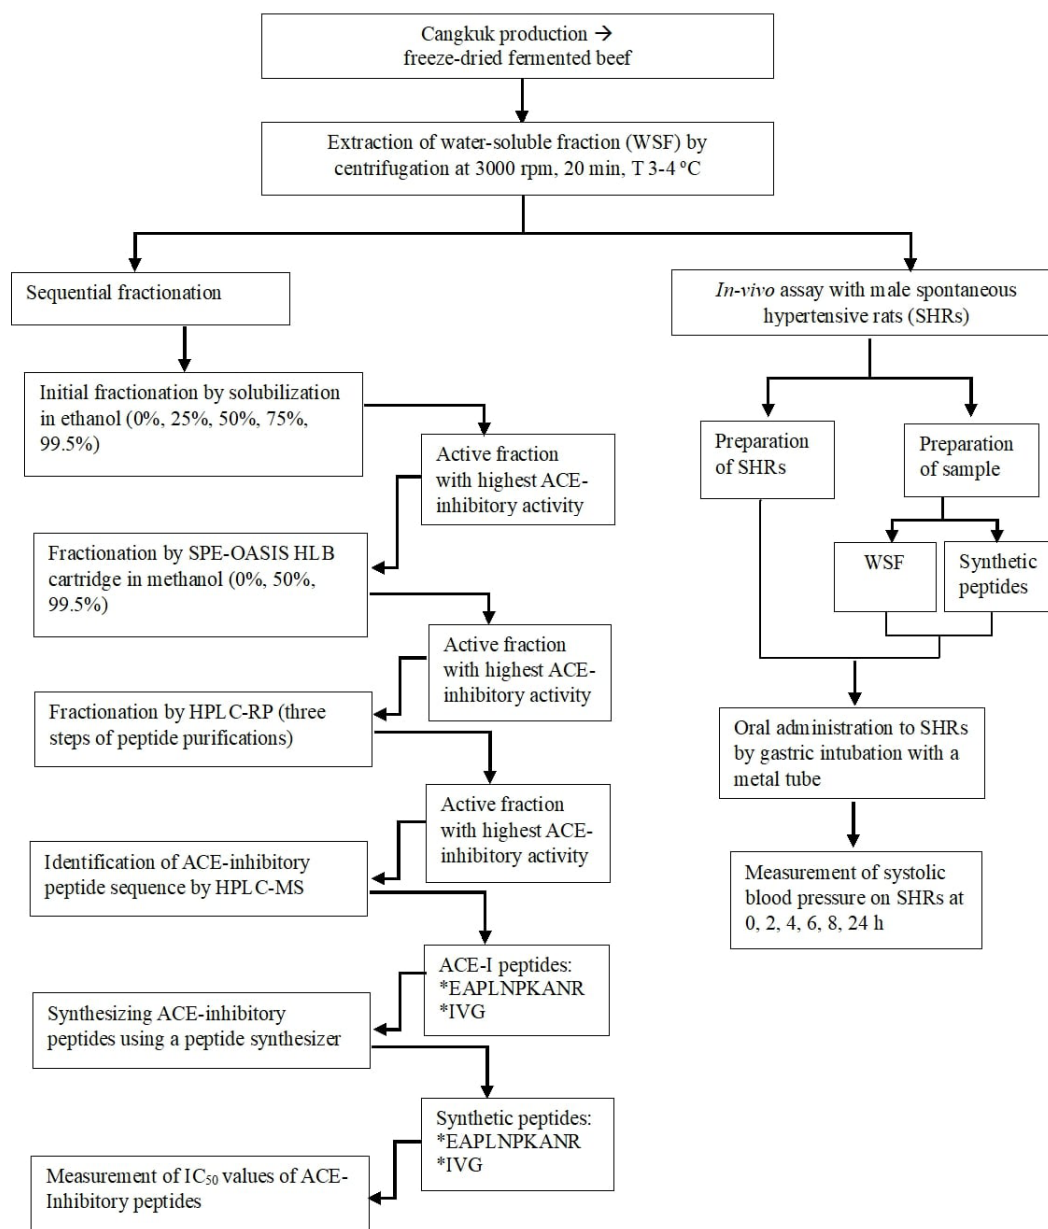 Cangkuk production →
freeze-dried fermented beef
Extraction of water-soluble fraction (WSF) by
centrifugation at 3000 rpm, 20 min, T 3-4 °C
Sequential fractionation
In-vivo assay with male spontaneous
hypertensive rats (SHRs)
Initial fractionation by solubilization
in ethanol (0%, 25%, 50%, 75%,
99.5%)
Active fraction
with highest ACE-
inhibitory activity
Fractionation by SPE-OASIS HLB
cartridge in methanol (0%, 50%,
99.5%)
Active fraction
with highest ACE-
inhibitory activity
Fractionation by HPLC-RP (three
steps of peptide purifications)
Active fraction
with highest ACE-
inhibitory activity
Identification of ACE-inhibitory
peptide sequence by HPLC-MS
ACE-I peptides:
*EAPLNPKANR
*IVG
Synthesizing ACE-inhibitory
peptides using a peptide synthesizer
Synthetic peptides:
*EAPLNPKANR
*IVG
Measurement of IC₅₀ values of ACE-
Inhibitory peptides
Preparation
of SHRs
Preparation
of sample
WSF
Synthetic
peptides
Oral administration to SHRs
by gastric intubation with a
metal tube
Measurement of systolic
blood pressure on SHRs at
0, 2, 4, 6, 8, 24 h